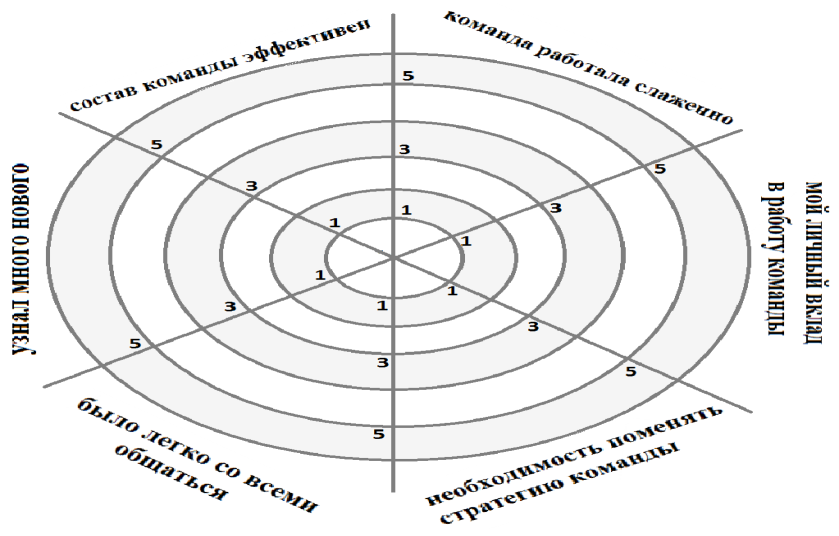 состав команды эффективен
команда работала слаженно
мой личный вклад
в работу команды
необходимость поменять
стратегию команды
было легко со всеми
общаться
узнал много нового
5
5
5
3
3
3
1
1
1
1
1
1
3
3
3
5
5
5